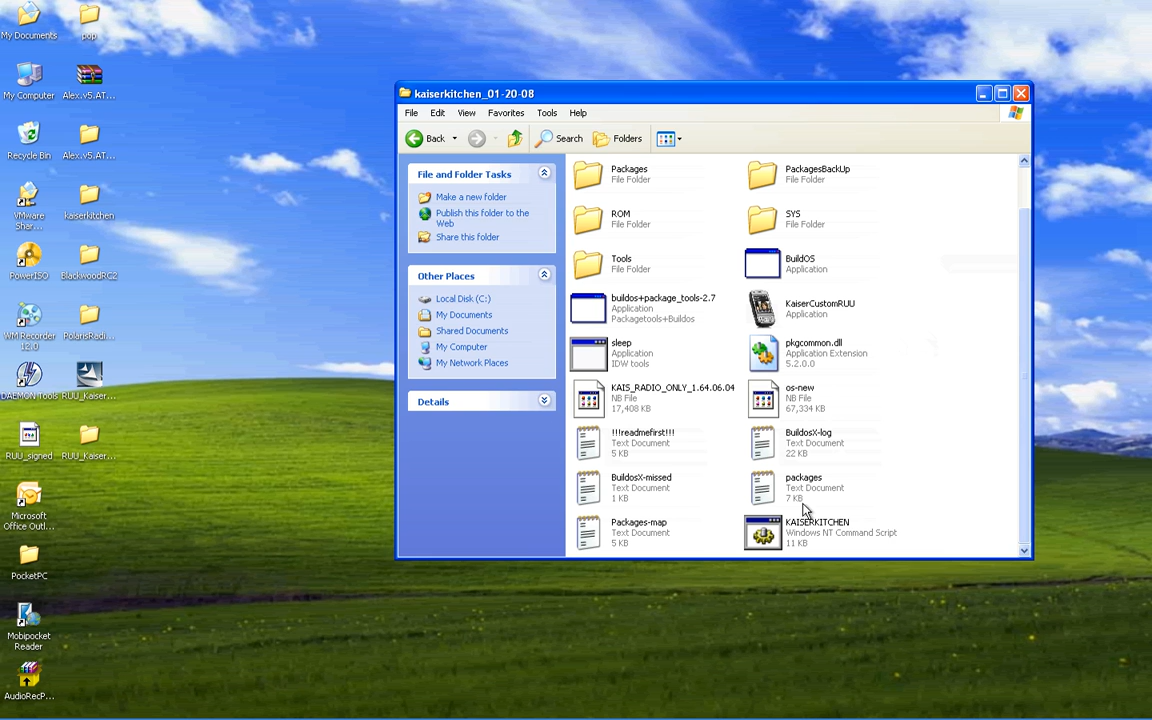 My Documents
pop
My Computer
Alex.v5.AT...
Recycle Bin
Alex.v5.AT...
VMware
Shar...
kaiserkitchen
PowerISO
BlackwoodRC2
WM Recorder
12.0
PolarisRadi...
DAEMON Tools
RUU_Kaiser...
RUU_signed
RUU_Kaise...
Microsoft
Office Outl...
PocketPC
Mobipocket
Reader
AudioRecP...
kaiserkitchen_01-20-08
File Edit View Favorites Tools Help
Back Search Folders
File and Folder Tasks
Make a new folder
Publish this folder to the
Web
Share this folder
Other Places
Local Disk (C:)
My Documents
Shared Documents
My Computer
My Network Places
Details
Packages
File Folder
PackagesBackUp
File Folder
ROM
File Folder
SYS
File Folder
Tools
File Folder
BuildOS
Application
buildos+package_tools-2.7
Application
Packagetools+Buildos
KaiserCustomRUU
Application
sleep
Application
IDW tools
pkgcommon.dll
Application Extension
5.2.0.0
KAIS_RADIO_ONLY_1.64.06.04
NB File
17,408 KB
os-new
NB File
67,334 KB
!!!readmefirst!!!
Text Document
5 KB
BuildosX-log
Text Document
22 KB
BuildosX-missed
Text Document
1 KB
packages
Text Document
7 KB
Packages-map
Text Document
5 KB
KAISERKITCHEN
Windows NT Command Script
11 KB